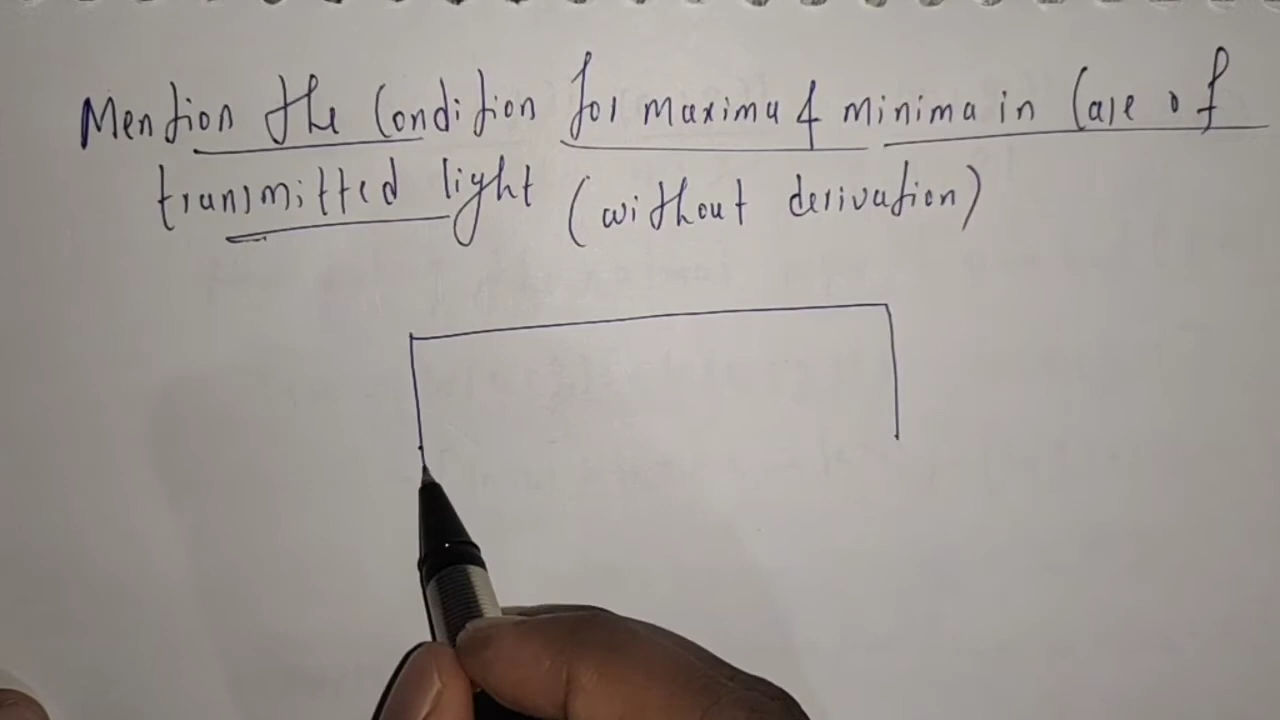 Mention the Condition for maxima & minima in Case of
transmitted light (without derivation)